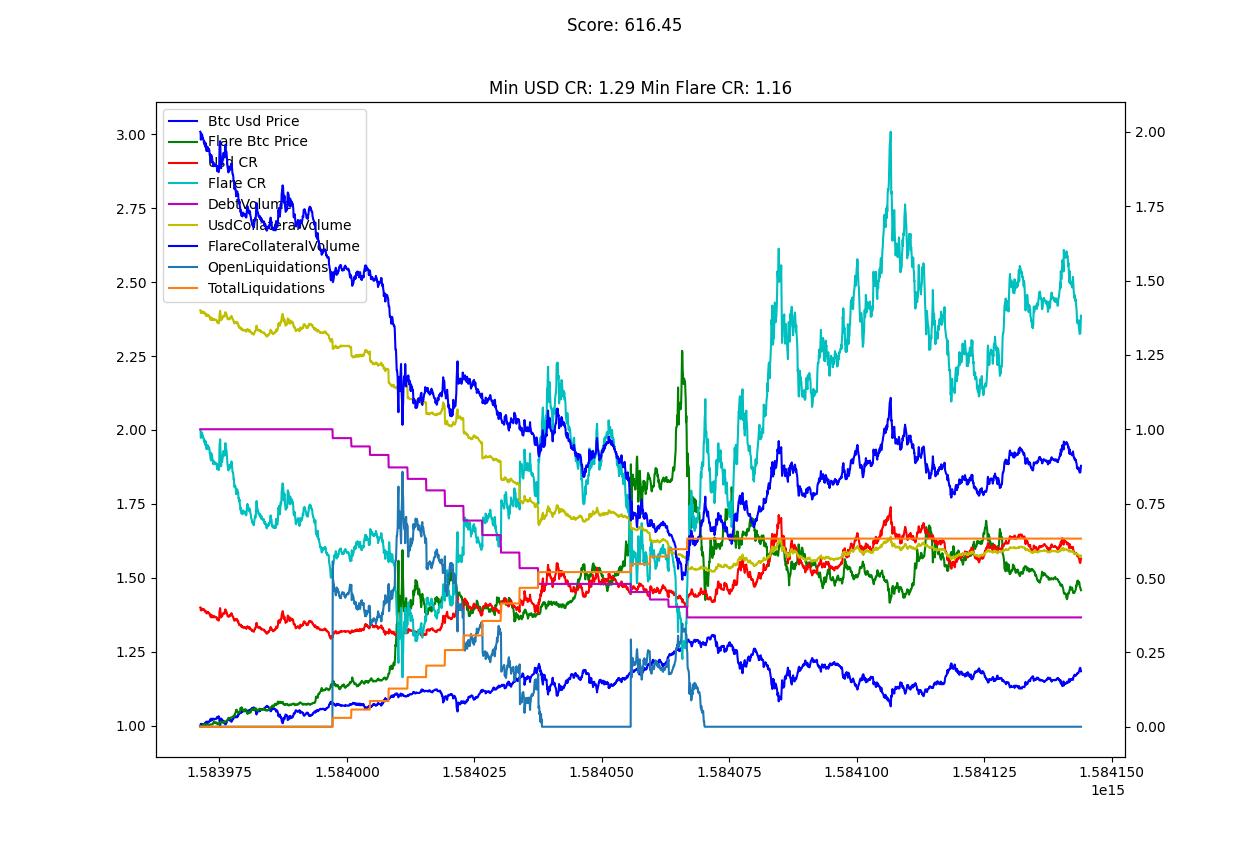 Score: 616.45
Min USD CR: 1.29 Min Flare CR: 1.16
Btc Usd Price
Flare Btc Price
Usd CR
Flare CR
DebtVolume
UsdCollateralVolume
FlareCollateralVolume
OpenLiquidations
TotalLiquidations
3.00
2.75
2.50
2.25
2.00
1.75
1.50
1.25
1.00
2.00
1.75
1.50
1.25
1.00
0.75
0.50
0.25
0.00
1.583975 1.584000 1.584025 1.584050 1.584075 1.584100 1.584125 1.584150
1e15